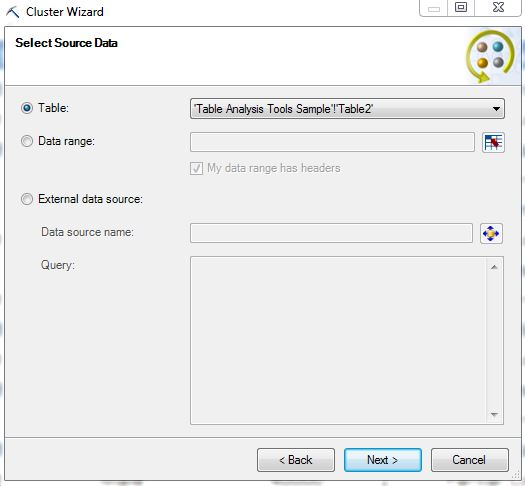 Cluster Wizard
Select Source Data
Table: 'Table Analysis Tools Sample'!'Table2'
Data range:
My data range has headers
External data source:
Data source name:
Query:
< Back Next > Cancel